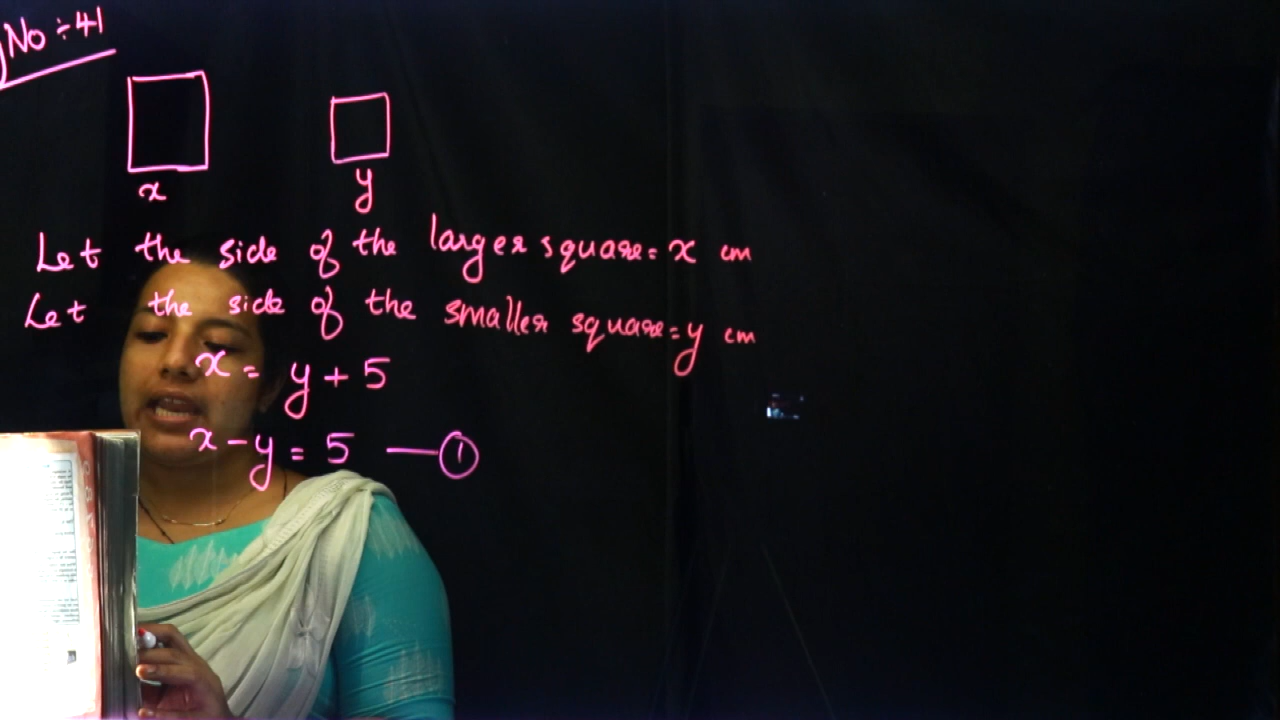 No ÷ 41
x
y
Let the side of the larger square = x cm
Let the side of the smaller square = y cm
x = y + 5
x - y = 5 — ①